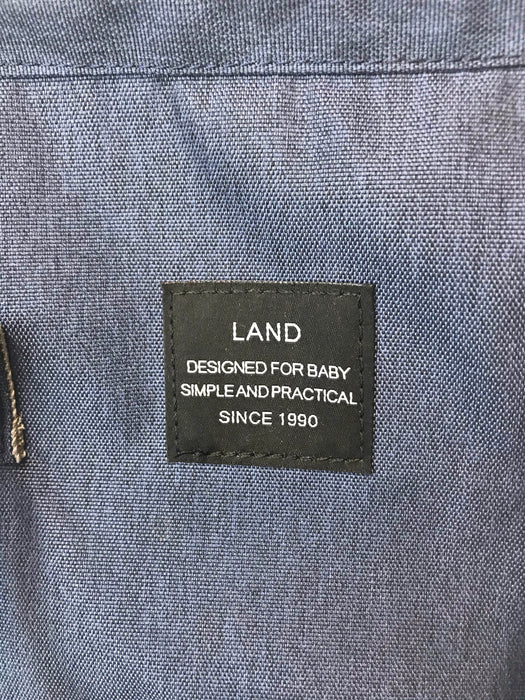 LAND
DESIGNED FOR BABY
SIMPLE AND PRACTICAL
SINCE 1990